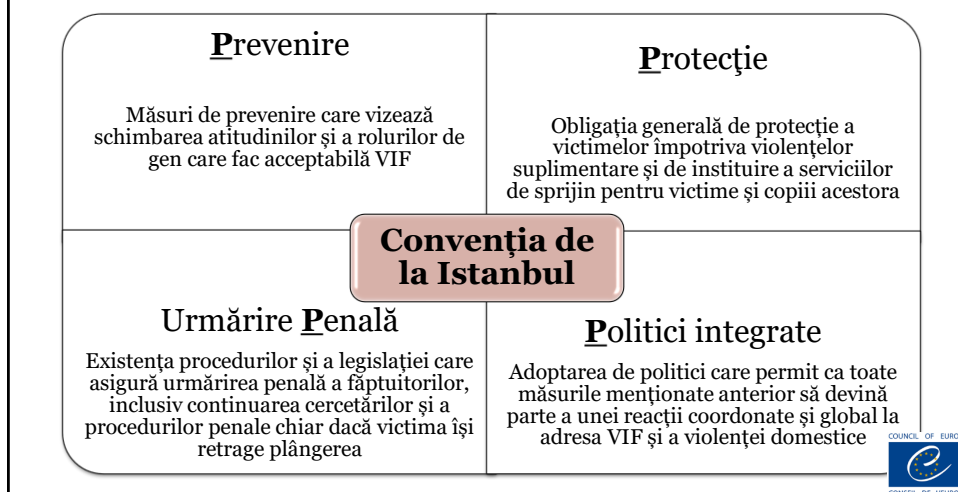 Prevenire
Măsuri de prevenire care vizează
schimbarea atitudinilor și a rolurilor de
gen care fac acceptabilă VIF
Protecţie
Obligația generală de protecție a
victimelor împotriva violențelor
suplimentare și de instituire a serviciilor
de sprijin pentru victime și copiii acestora
Convenția de
la Istanbul
Urmărire Penală
Existența procedurilor și a legislației care
asigură urmărirea penală a făptuitorilor,
inclusiv continuarea cercetărilor și a
procedurilor penale chiar dacă victima își
retrage plângerea
Politici integrate
Adoptarea de politici care permit ca toate
măsurile menționate anterior să devină
parte a unei reacții coordonate și global la
adresa VIF și a violenței domestice
COUNCIL OF EURO